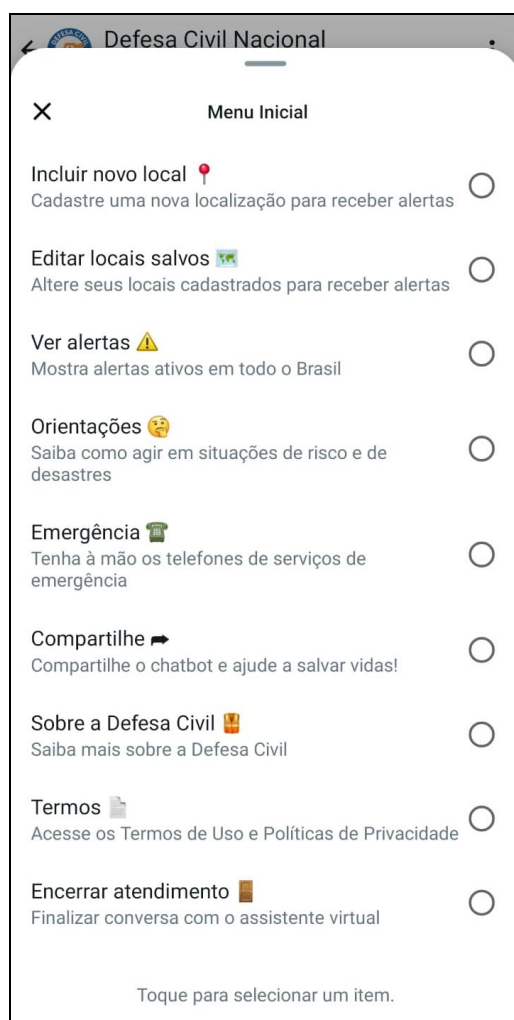 Defesa Civil Nacional
Menu Inicial
Incluir novo local 📍
Cadastre uma nova localização para receber alertas
Editar locais salvos 🗺️
Altere seus locais cadastrados para receber alertas
Ver alertas ⚠️
Mostra alertas ativos em todo o Brasil
Orientações 🤔
Saiba como agir em situações de risco e de
desastres
Emergência ☎️
Tenha à mão os telefones de serviços de
emergência
Compartilhe ➦
Compartilhe o chatbot e ajude a salvar vidas!
Sobre a Defesa Civil 🦺
Saiba mais sobre a Defesa Civil
Termos 📄
Acesse os Termos de Uso e Políticas de Privacidade
Encerrar atendimento 🚪
Finalizar conversa com o assistente virtual
Toque para selecionar um item.